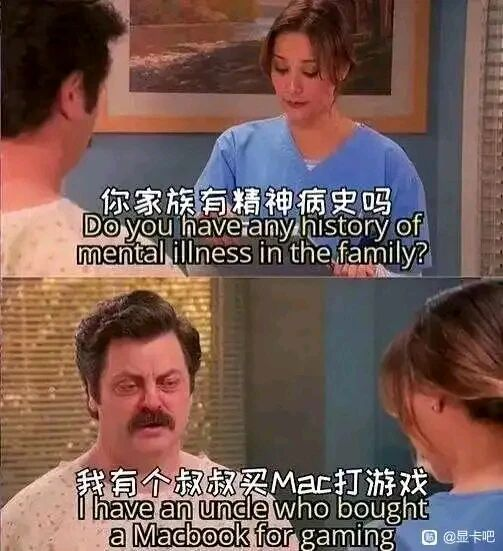 你家族有精神病史吗
Do you have any history of
mental illness in the family?
我有个叔叔买Mac打游戏
I have an uncle who bought
a Macbook for gaming
貼 @显卡吧